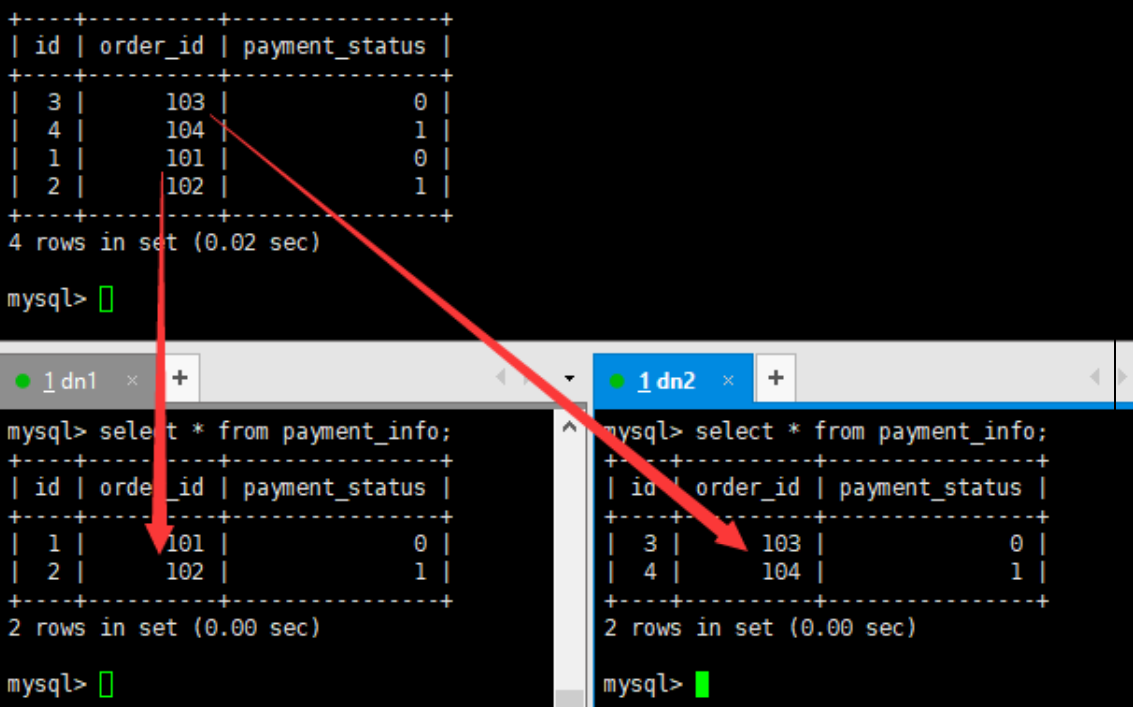 +----+----------+----------------+
| id | order_id | payment_status |
+----+----------+----------------+
|  3 |      103 |              0 |
|  4 |      104 |              1 |
|  1 |      101 |              0 |
|  2 |      102 |              1 |
+----+----------+----------------+
4 rows in set (0.02 sec)
mysql>
1 dn1 × +
mysql> select * from payment_info;
+----+----------+----------------+
| id | order_id | payment_status |
+----+----------+----------------+
|  1 |      101 |              0 |
|  2 |      102 |              1 |
+----+----------+----------------+
2 rows in set (0.00 sec)
mysql>
1 dn2 × +
mysql> select * from payment_info;
+----+----------+----------------+
| id | order_id | payment_status |
+----+----------+----------------+
|  3 |      103 |              0 |
|  4 |      104 |              1 |
+----+----------+----------------+
2 rows in set (0.00 sec)
mysql>